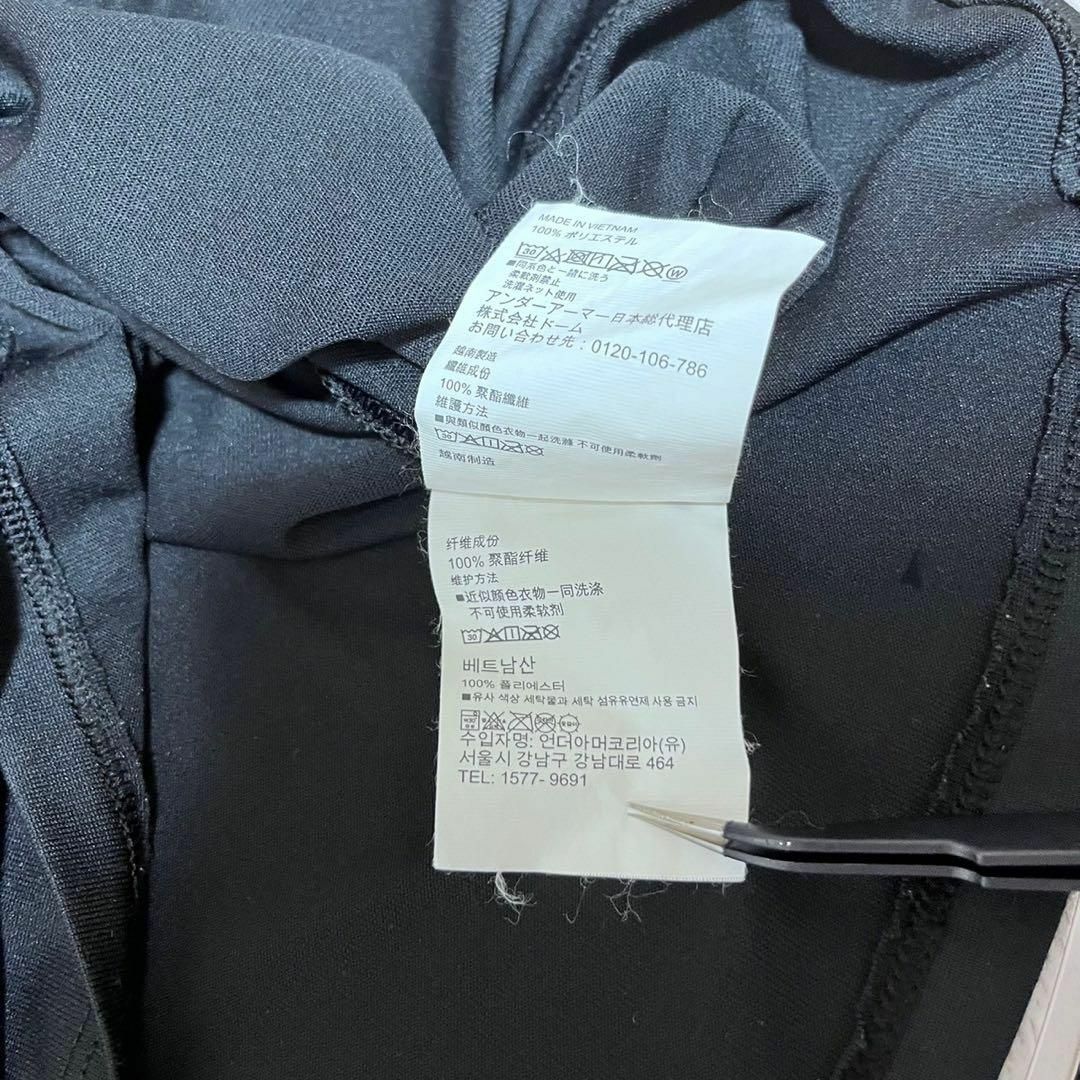 MADE IN VIETNAM
100% ポリエステル
30 W
■同系色と一緒に洗う
柔軟剤禁止
洗濯ネット使用
アンダーアーマー日本総代理店
株式会社ドーム
お問い合わせ先：0120-106-786
越南製造
纖維成份
100% 聚酯纖維
維護方法
■與類似顏色衣物一起洗滌 不可使用柔軟劑
30
越南制造
纤维成份
100% 聚酯纤维
维护方法
■近似颜色衣物一同洗涤
不可使用柔软剂
30
베트남산
100% 폴리에스터
■유사 색상 세탁물과 세탁 섬유유연제 사용 금지
수입자명: 언더아머코리아(유)
서울시 강남구 강남대로 464
TEL: 1577- 9691